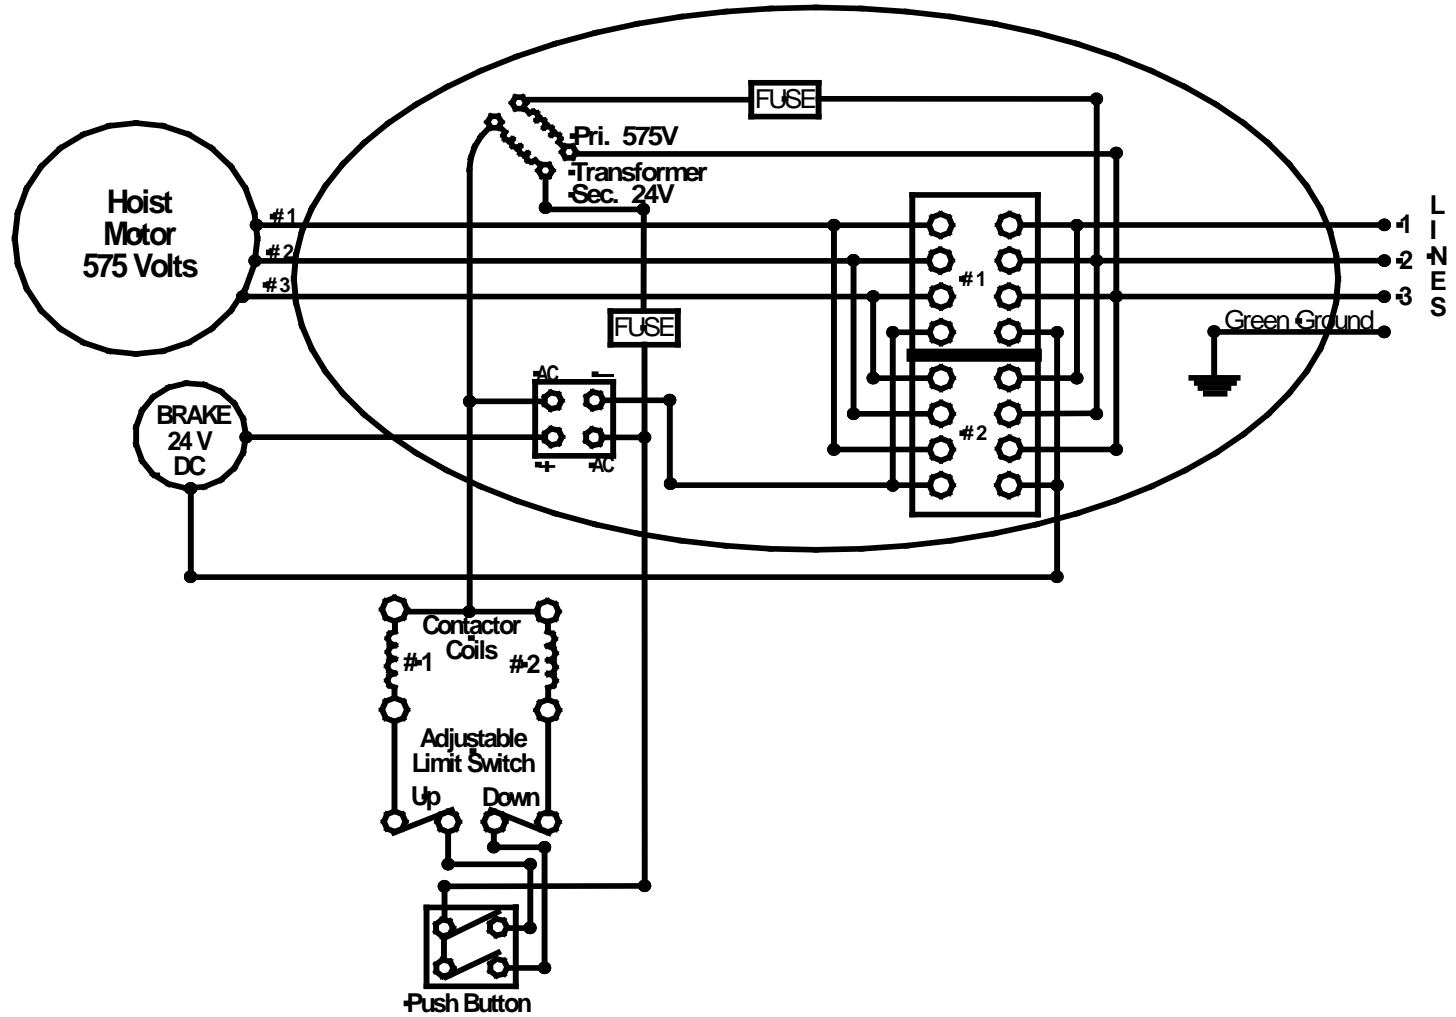 FUSE
Pri. 575V
Transformer
Sec. 24V
Hoist
Motor
575 Volts
#1
#2
#3
#1
1
2
3
LINES
Green Ground
FUSE
AC –
BRAKE
24 V
DC
#2
+ AC
Contactor
Coils
#1 #2
Adjustable
Limit Switch
Up Down
Push Button